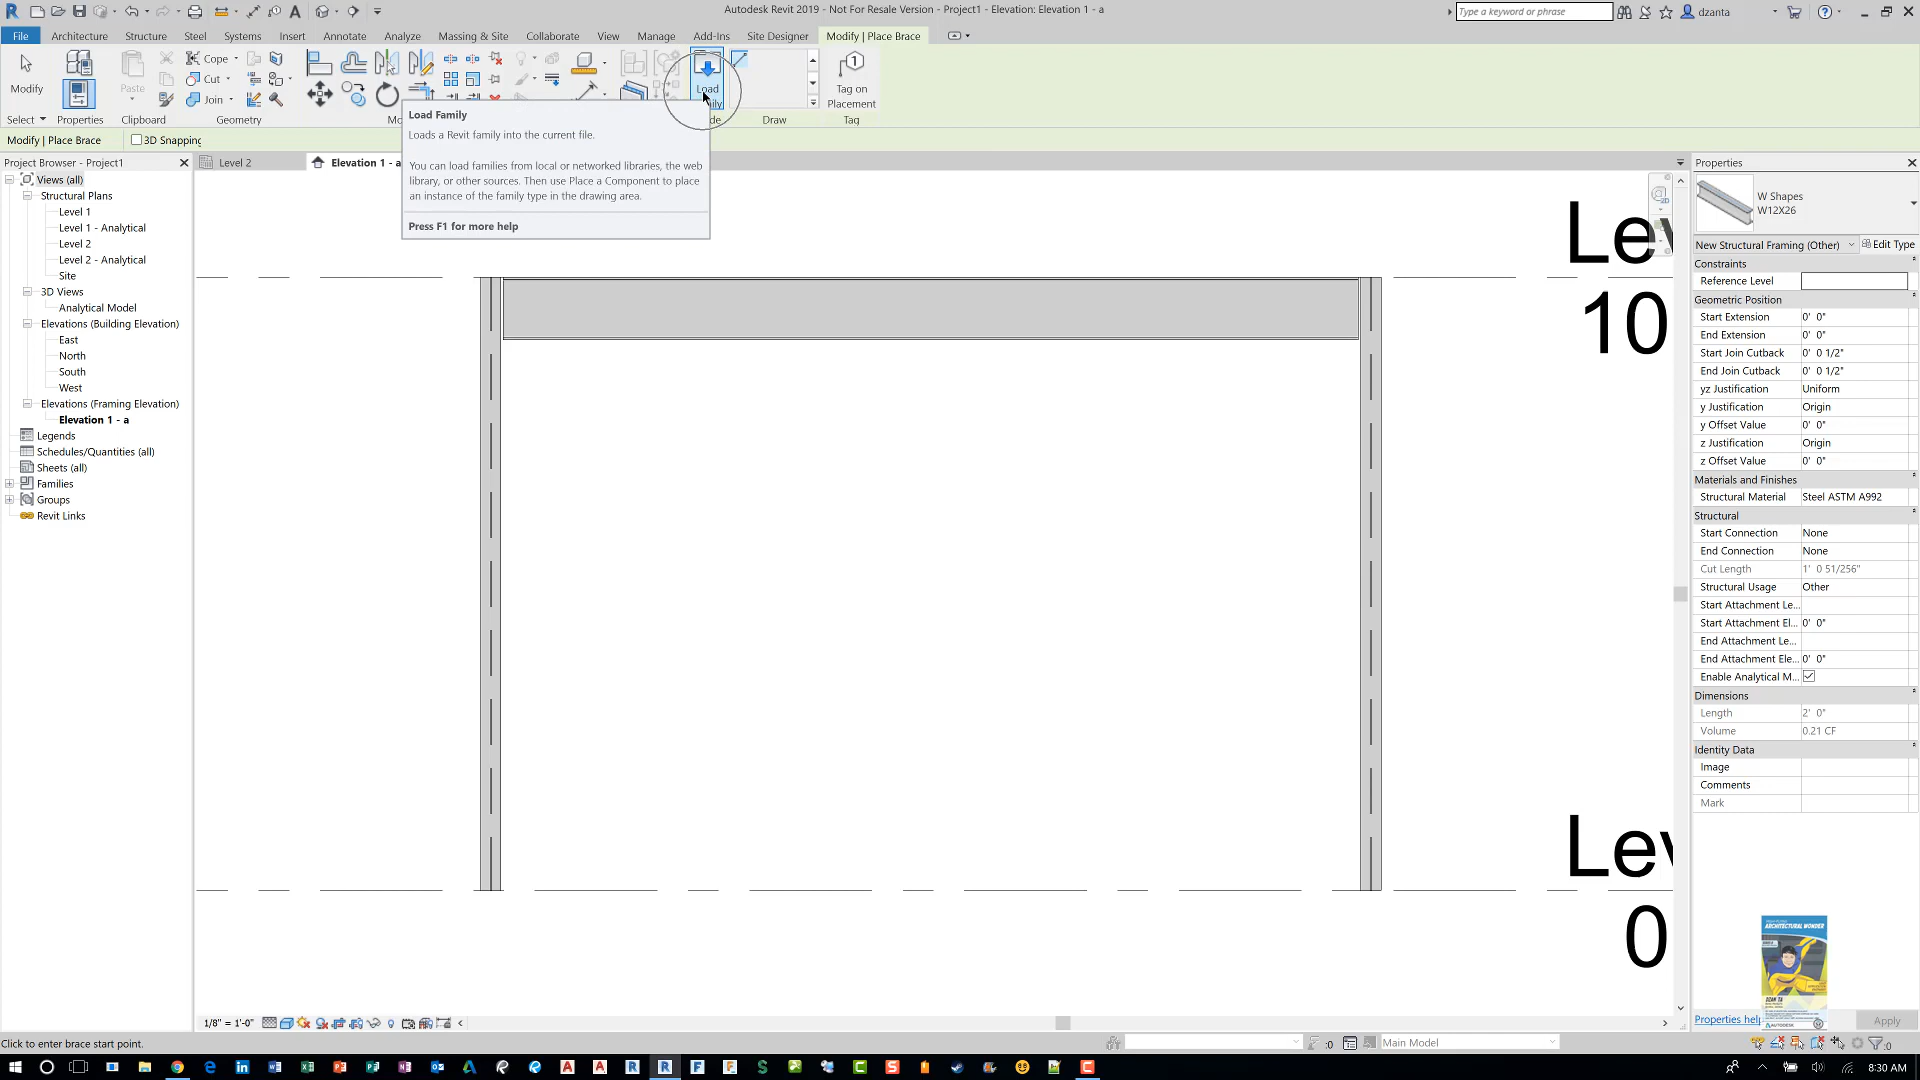 Autodesk Revit 2019 - Not For Resale Version - Project1 - Elevation: Elevation 1 - a
Type a keyword or phrase
dzanta
File
Architecture
Structure
Steel
Systems
Insert
Annotate
Analyze
Massing & Site
Collaborate
View
Manage
Add-Ins
Site Designer
Modify | Place Brace
Modify
Paste
Cope
Cut
Join
Load
Tag on
Placement
Select
Properties
Clipboard
Geometry
Draw
Tag
Modify | Place Brace
3D Snapping
Load Family
Loads a Revit family into the current file.
You can load families from local or networked libraries, the web
library, or other sources. Then use Place a Component to place
an instance of the family type in the drawing area.
Press F1 for more help
Project Browser - Project1
Views (all)
Structural Plans
Level 1
Level 1 - Analytical
Level 2
Level 2 - Analytical
Site
3D Views
Analytical Model
Elevations (Building Elevation)
East
North
South
West
Elevations (Framing Elevation)
Elevation 1 - a
Legends
Schedules/Quantities (all)
Sheets (all)
Families
Groups
Revit Links
Level 2
Elevation 1 - a
Lev
10
Lev
0
Properties
W Shapes
W12X26
New Structural Framing (Other)
Edit Type
Constraints
Reference Level
Geometric Position
Start Extension 0' 0"
End Extension 0' 0"
Start Join Cutback 0' 0 1/2"
End Join Cutback 0' 0 1/2"
yz Justification Uniform
y Justification Origin
y Offset Value 0' 0"
z Justification Origin
z Offset Value 0' 0"
Materials and Finishes
Structural Material Steel ASTM A992
Structural
Start Connection None
End Connection None
Cut Length 1' 0 51/256"
Structural Usage Other
Start Attachment Le...
Start Attachment El... 0' 0"
End Attachment Le...
End Attachment Ele... 0' 0"
Enable Analytical M...
Dimensions
Length 2' 0"
Volume 0.21 CF
Identity Data
Image
Comments
Mark
ARCHITECTURAL WONDER
AUTODESK
Properties help
Apply
1/8" = 1'-0"
Click to enter brace start point.
:0
Main Model
:0
8:30 AM